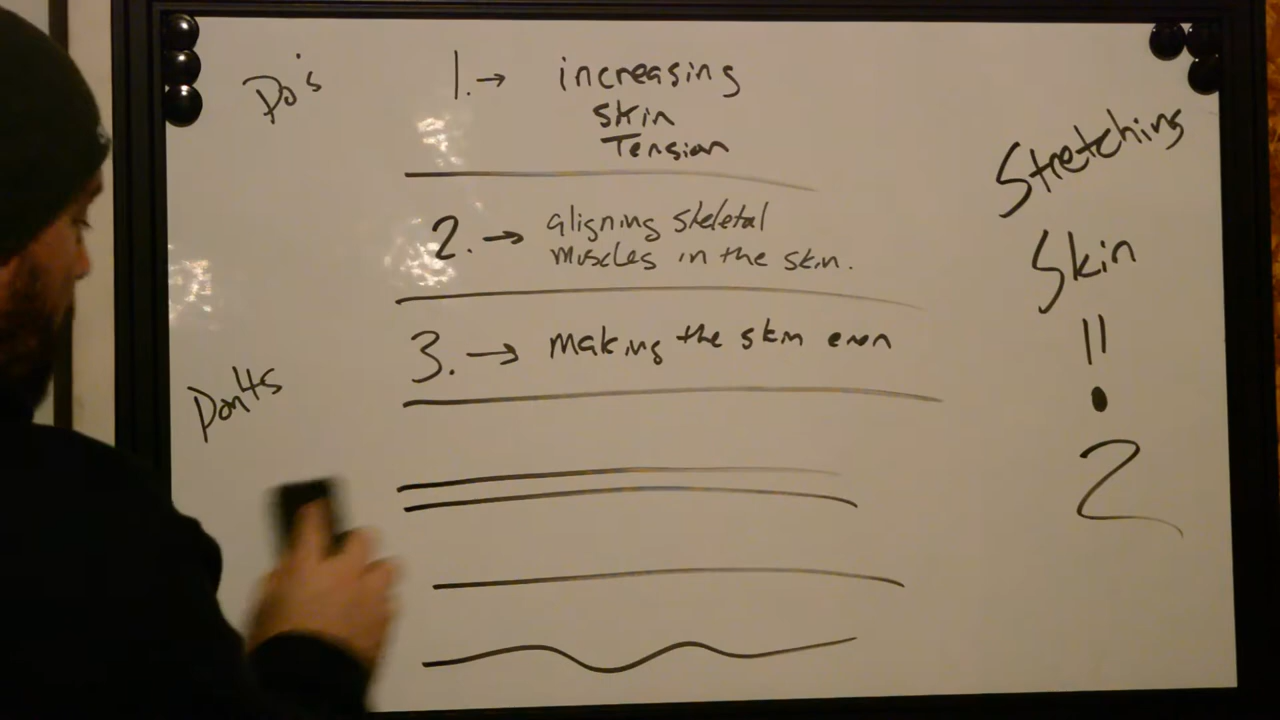 Do's
1. → increasing
skin
Tension
2. → aligning skeletal
muscles in the skin.
3. → making the skin even
Don'ts
Stretching
Skin
2